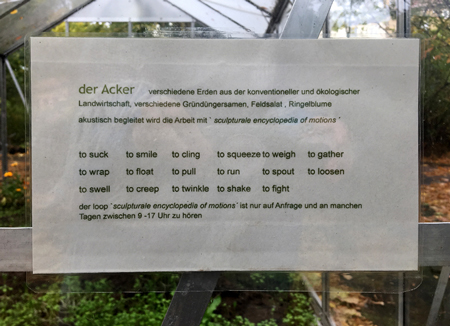 der Acker verschiedene Erden aus der konventioneller und ökologischer
Landwirtschaft, verschiedene Gründüngersamen, Feldsalat , Ringelblume
akustisch begleitet wird die Arbeit mit ' sculpturale encyclopedia of motions '
to suck to smile to cling to squeeze to weigh to gather
to wrap to float to pull to run to spout to loosen
to swell to creep to twinkle to shake to fight
der loop ' sculpturale encyclopedia of motions ' ist nur auf Anfrage und an manchen
Tagen zwischen 9 -17 Uhr zu hören